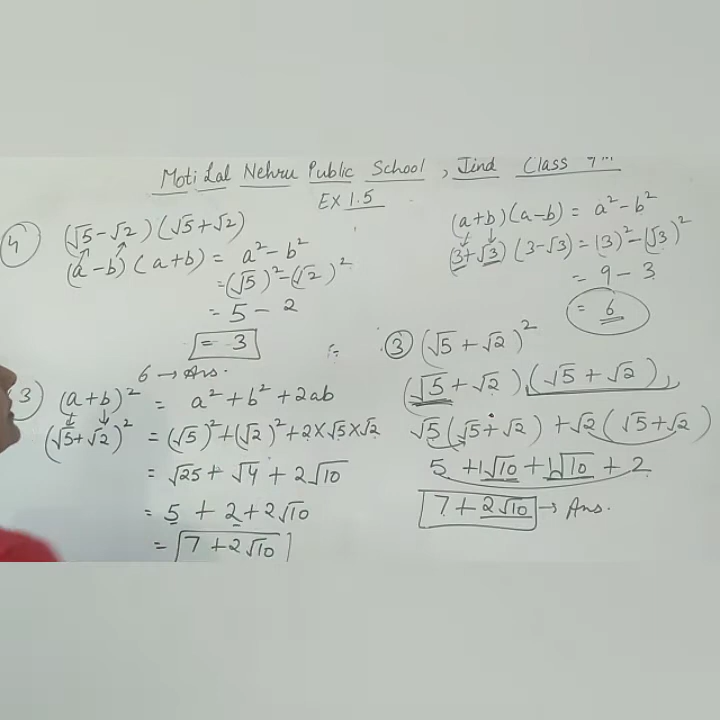 Moti Lal Nehru Public School, Jind Class
EX 1.5
④ (√5-√2)(√5+√2)
(a-b)(a+b) = a²-b²
= (√5)²-(√2)²
= 5 - 2
= 3
(a+b)(a-b) = a²-b²
(3+√3)(3-√3) = (3)²-(√3)²
= 9 - 3
= 6
6 → Ans.
3) (a+b)² = a²+b²+2ab
(√5+√2)² = (√5)²+(√2)²+2×√5×√2
= √25 + √4 + 2√10
= 5 + 2 + 2√10
= 7+2√10
③ (√5+√2)²
(√5+√2),(√5+√2),
√5(√5+√2)+√2(√5+√2)
5 +1√10 +1√10 + 2
7+2√10 → Ans.